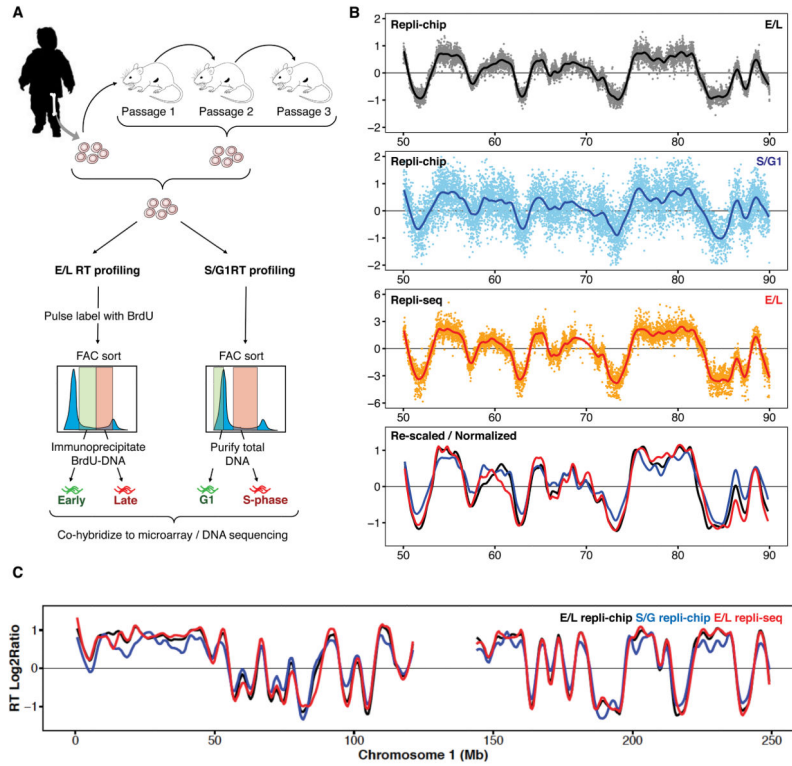 A
Passage 1 Passage 2 Passage 3
E/L RT profiling
S/G1RT profiling
Pulse label with BrdU
FAC sort
FAC sort
Immunoprecipitate
BrdU-DNA
Purify total
DNA
Early
Late
G1
S-phase
Co-hybridize to microarray / DNA sequencing
B
Repli-chip
E/L
2
1
0
−1
−2
50 60 70 80 90
Repli-chip
S/G1
2
1
0
−1
−2
50 60 70 80 90
Repli-seq
E/L
6
3
0
−3
−6
50 60 70 80 90
Re-scaled / Normalized
1
0
−1
50 60 70 80 90
C
E/L repli-chip S/G repli-chip E/L repli-seq
RT Log2Ratio
1
0
−1
0 50 100 150 200 250
Chromosome 1 (Mb)